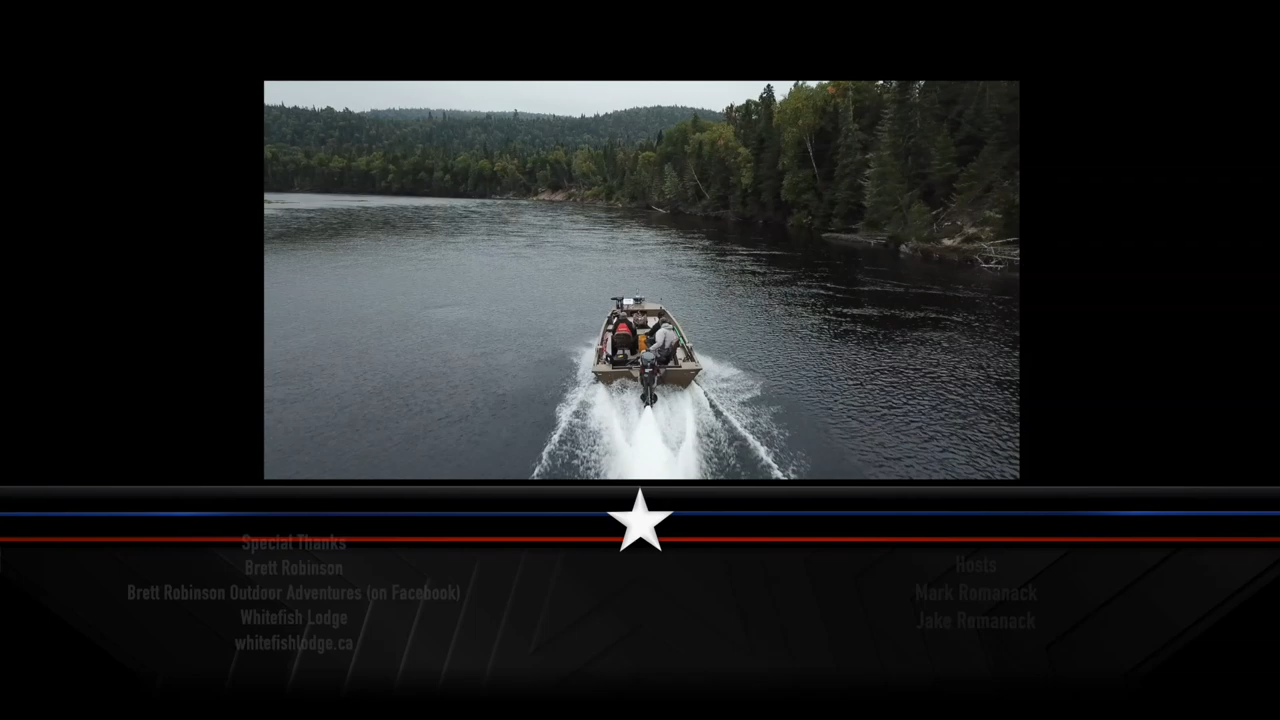 Special Thanks
Brett Robinson
Brett Robinson Outdoor Adventures (on Facebook)
Whitefish Lodge
whitefishlodge.ca
Hosts
Mark Romanack
Jake Romanack